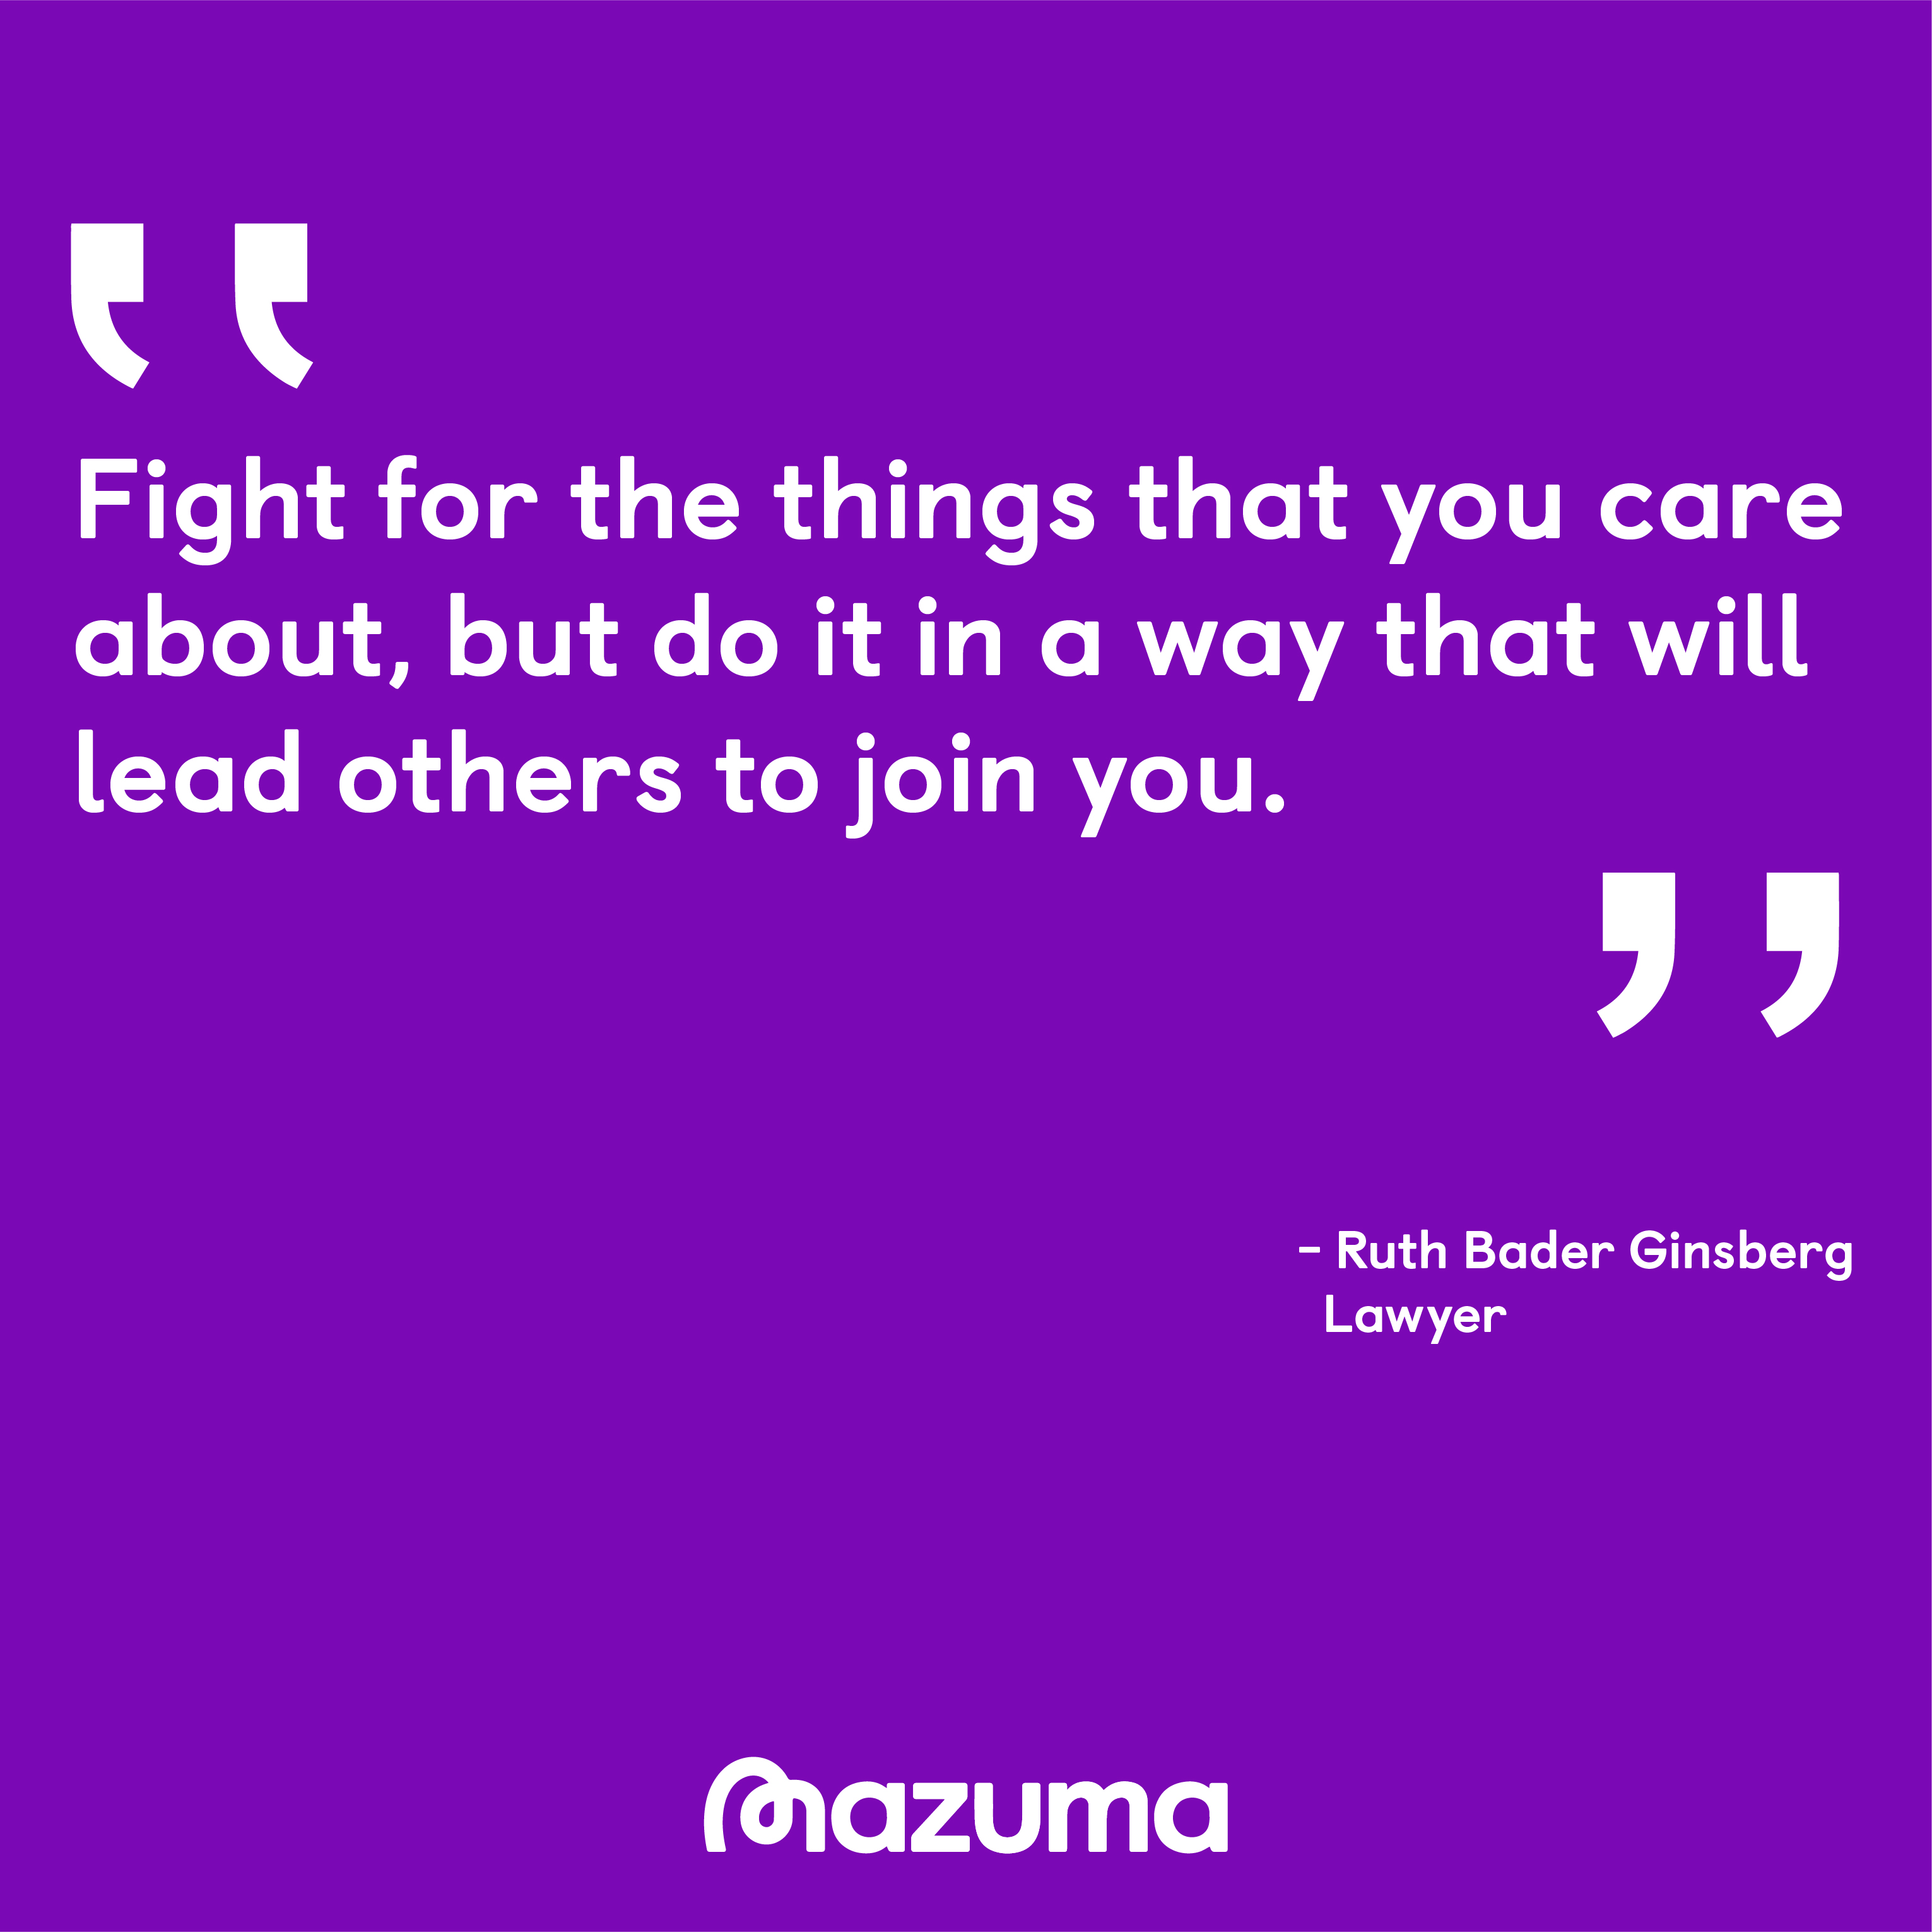 “
Fight for the things that you care
about, but do it in a way that will
lead others to join you.
”
– Ruth Bader Ginsberg
Lawyer
mazuma